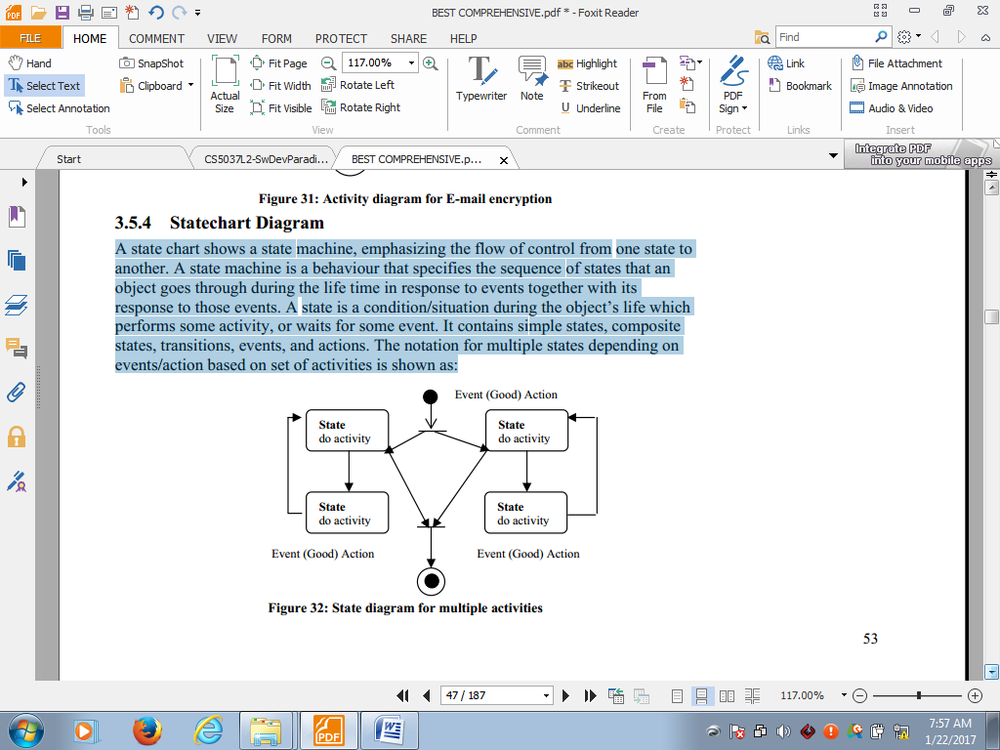 BEST COMPREHENSIVE.pdf * - Foxit Reader
FILE HOME COMMENT VIEW FORM PROTECT SHARE HELP
Find
Hand SnapShot Fit Page 117.00% Highlight File Attachment
Select Text Clipboard Fit Width Rotate Left Strikeout Bookmark Image Annotation
Select Annotation Fit Visible Rotate Right Underline Audio & Video
Actual Size
Typewriter Note
From File
PDF Sign
Link
Tools View Comment Create Protect Links Insert
Start CS5037L2-SwDevParadi... BEST COMPREHENSIVE.p...
Integrate PDF
into your mobile apps
Figure 31: Activity diagram for E-mail encryption
3.5.4 Statechart Diagram
A state chart shows a state machine, emphasizing the flow of control from one state to
another. A state machine is a behaviour that specifies the sequence of states that an
object goes through during the life time in response to events together with its
response to those events. A state is a condition/situation during the object's life which
performs some activity, or waits for some event. It contains simple states, composite
states, transitions, events, and actions. The notation for multiple states depending on
events/action based on set of activities is shown as:
Event (Good) Action
State State
do activity do activity
State State
do activity do activity
Event (Good) Action Event (Good) Action
Figure 32: State diagram for multiple activities
53
47 / 187
117.00%
7:57 AM
1/22/2017